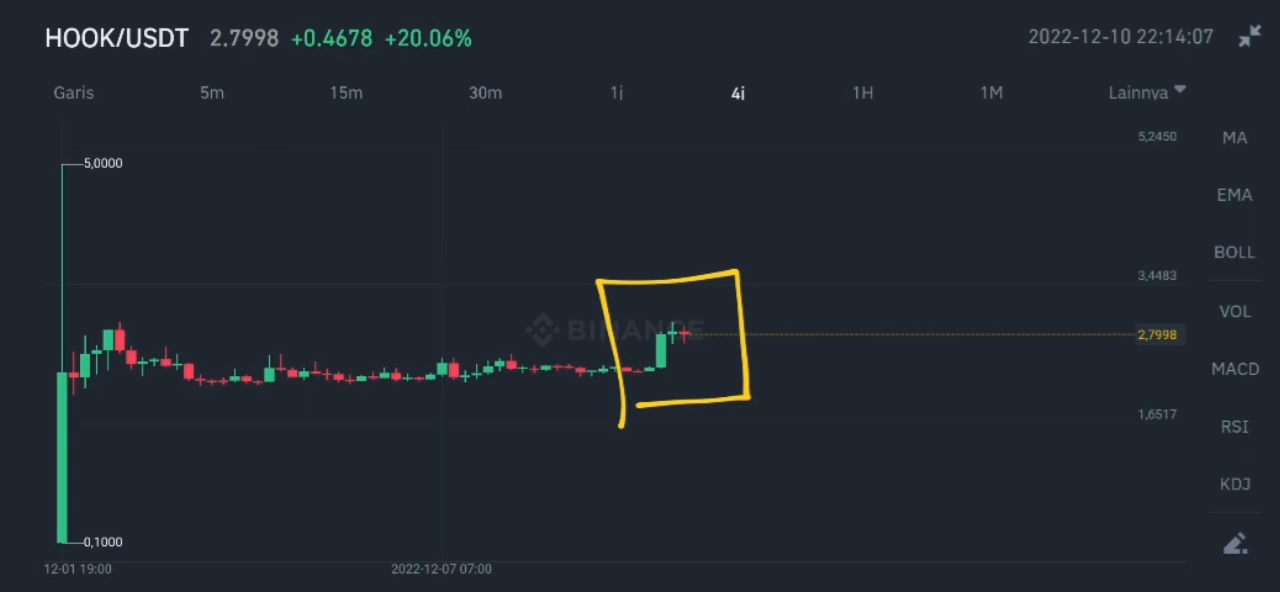 HOOK/USDT 2.7998 +0.4678 +20.06% 2022-12-10 22:14:07
Garis 5m 15m 30m 1j 4j 1H 1M Lainnya
5,2450
MA
5,0000
EMA
BOLL
3,4483
VOL
BINANCE
2,7998
MACD
1,6517
RSI
KDJ
0,1000
12-01 19:00 2022-12-07 07:00